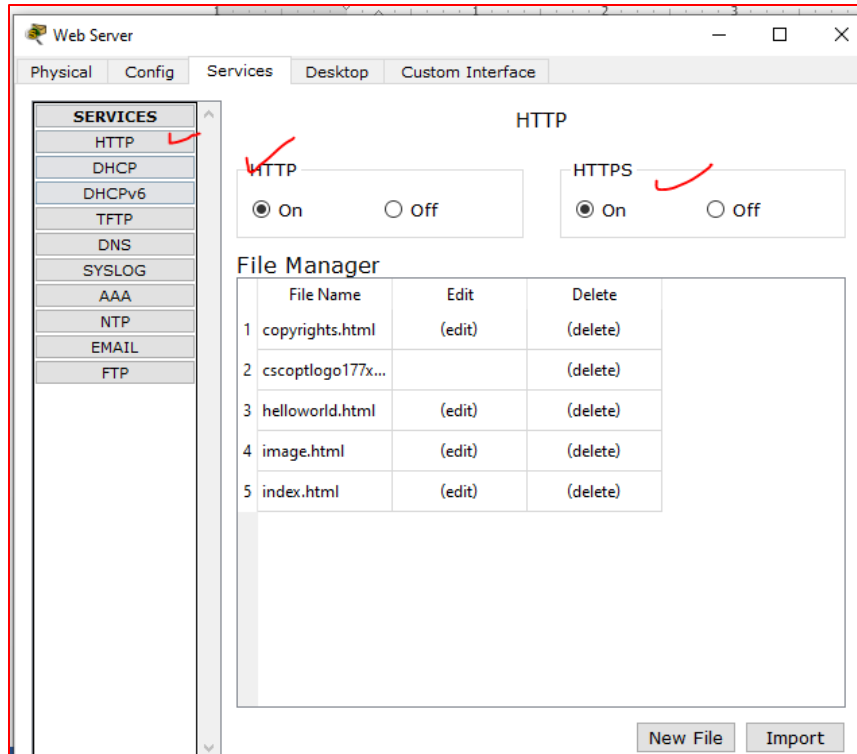 1 1 2 3
Web Server
Physical Config Services Desktop Custom Interface
SERVICES
HTTP
DHCP
DHCPv6
TFTP
DNS
SYSLOG
AAA
NTP
EMAIL
FTP
HTTP
HTTP
On Off
HTTPS
On Off
File Manager
File Name Edit Delete
1 copyrights.html (edit) (delete)
2 cscoptlogo177x... (delete)
3 helloworld.html (edit) (delete)
4 image.html (edit) (delete)
5 index.html (edit) (delete)
New File Import